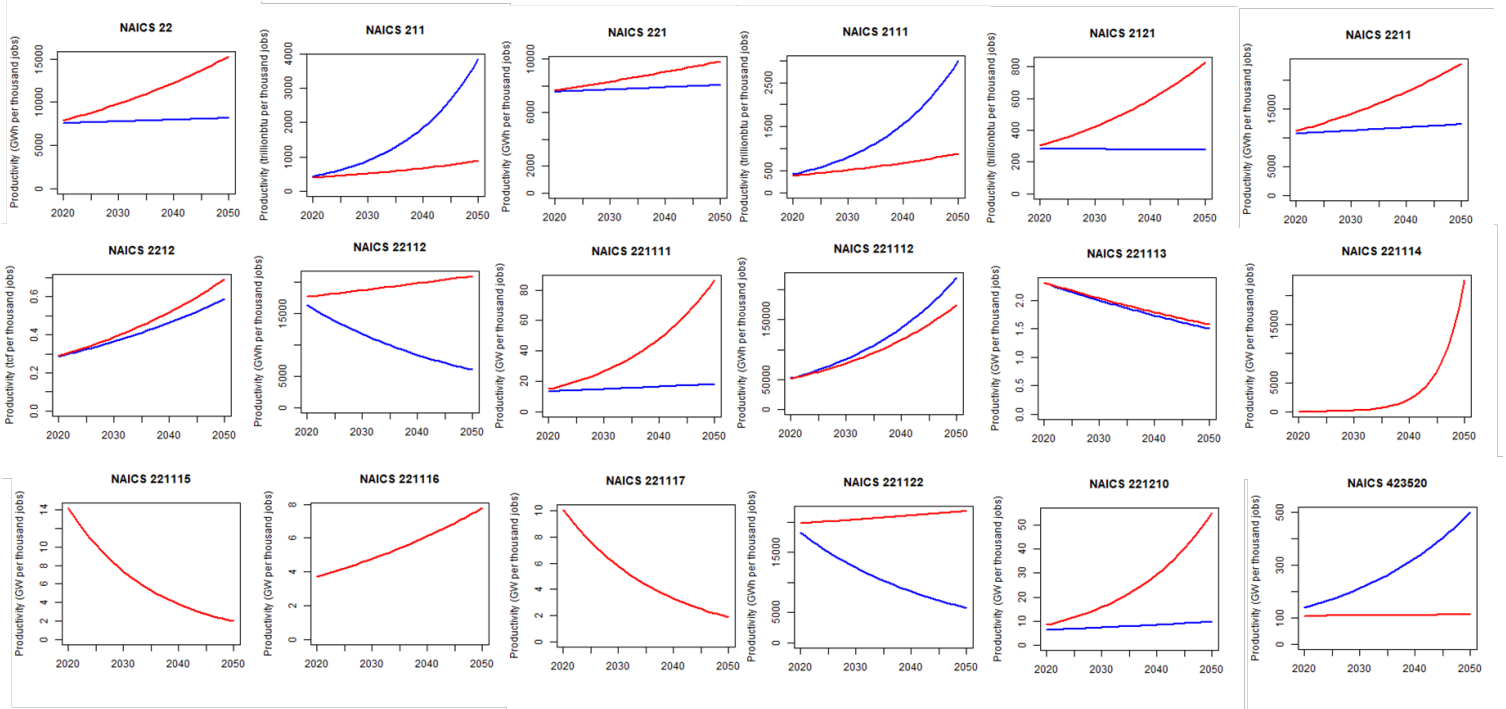 NAICS 22
Productivity (GWh per thousand jobs)
15000
10000
5000
0
2020 2030 2040 2050
NAICS 211
Productivity (trillionbtu per thousand jobs)
4000
3000
2000
1000
0
2020 2030 2040 2050
NAICS 221
Productivity (GWh per thousand jobs)
10000
6000
2000
0
2020 2030 2040 2050
NAICS 2111
Productivity (trillionbtu per thousand jobs)
2500
1500
500
0
2020 2030 2040 2050
NAICS 2121
Productivity (trillionbtu per thousand jobs)
800
600
400
200
0
2020 2030 2040 2050
NAICS 2211
Productivity (GWh per thousand jobs)
15000
5000
0
2020 2030 2040 2050
NAICS 2212
Productivity (tcf per thousand jobs)
0.6
0.4
0.2
0.0
2020 2030 2040 2050
NAICS 22112
Productivity (GWh per thousand jobs)
15000
5000
0
2020 2030 2040 2050
NAICS 221111
Productivity (GW per thousand jobs)
80
60
40
20
0
2020 2030 2040 2050
NAICS 221112
Productivity (GWh per thousand jobs)
150000
50000
0
2020 2030 2040 2050
NAICS 221113
Productivity (GW per thousand jobs)
2.0
1.5
1.0
0.5
0.0
2020 2030 2040 2050
NAICS 221114
Productivity (GW per thousand jobs)
15000
5000
0
2020 2030 2040 2050
NAICS 221115
Productivity (GW per thousand jobs)
14
10
8
6
4
2
0
2020 2030 2040 2050
NAICS 221116
Productivity (GW per thousand jobs)
8
6
4
2
0
2020 2030 2040 2050
NAICS 221117
Productivity (GW per thousand jobs)
10
8
6
4
2
0
2020 2030 2040 2050
NAICS 221122
Productivity (GWh per thousand jobs)
15000
5000
0
2020 2030 2040 2050
NAICS 221210
Productivity (GW per thousand jobs)
50
40
30
20
10
0
2020 2030 2040 2050
NAICS 423520
Productivity (GW per thousand jobs)
500
300
100
0
2020 2030 2040 2050